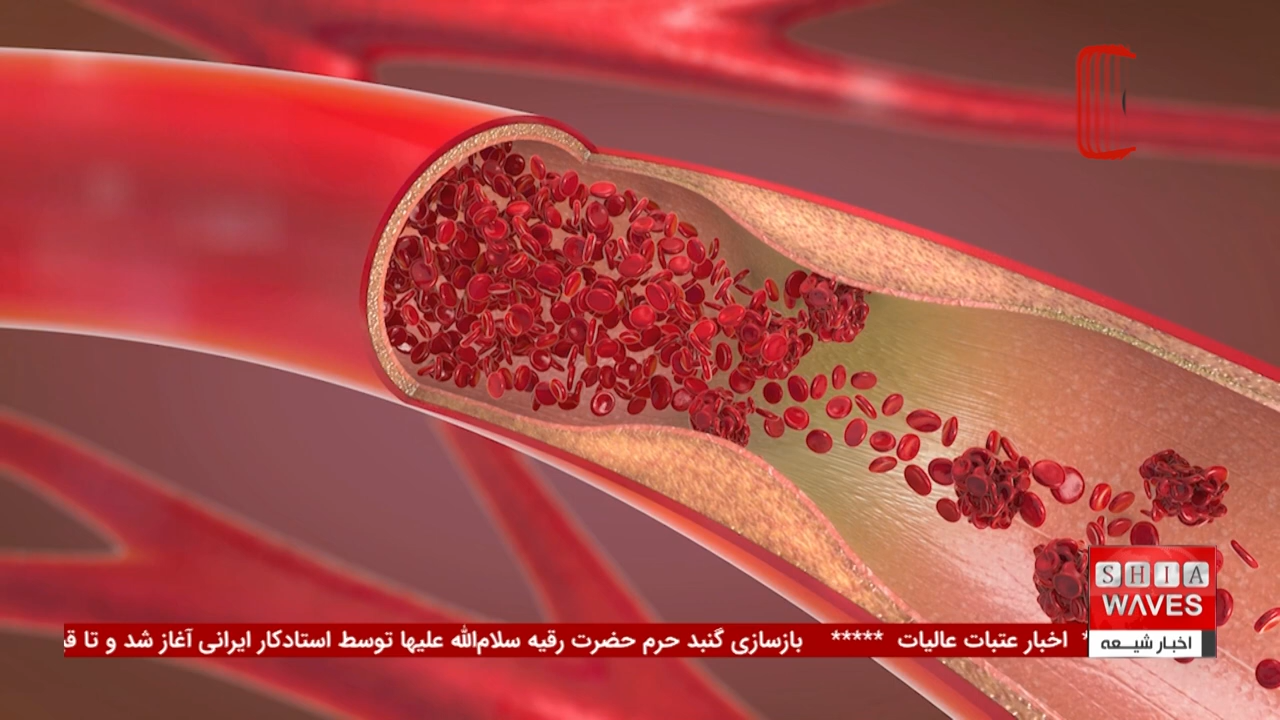 SHIA
WAVES
اخبار شیعه
اخبار عتبات عالیات ***** بازسازی گنبد حرم حضرت رقیه سلام‌الله علیها توسط استادکار ایرانی آغاز شد و تا